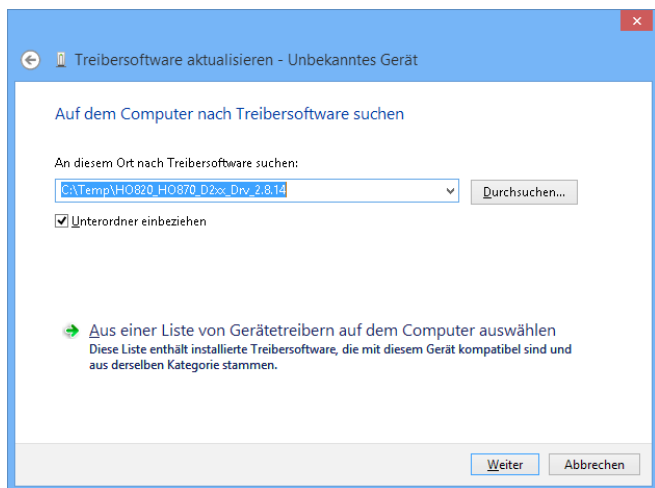 Treibersoftware aktualisieren - Unbekanntes Gerät
Auf dem Computer nach Treibersoftware suchen
An diesem Ort nach Treibersoftware suchen:
C:\Temp\HO820_HO870_D2xx_Drv_2.8.14
Durchsuchen...
Unterordner einbeziehen
Aus einer Liste von Gerätetreibern auf dem Computer auswählen
Diese Liste enthält installierte Treibersoftware, die mit diesem Gerät kompatibel sind und
aus derselben Kategorie stammen.
Weiter
Abbrechen